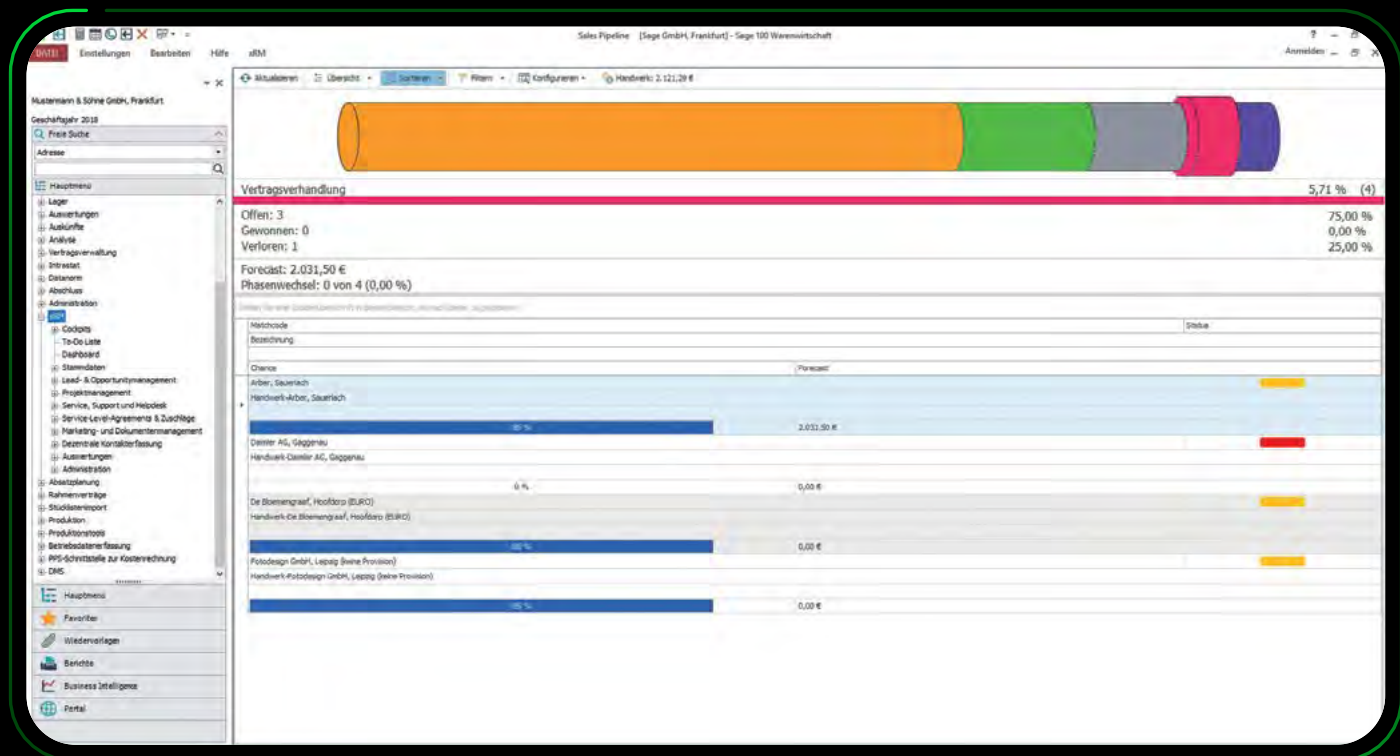 Sales Pipeline [Sage GmbH, Frankfurt] - Sage 100 Warenwirtschaft
?
DATEI Einstellungen Bearbeiten Hilfe xRM
Anmelden
Aktualisieren Übersicht Sortieren Filtern Konfigurieren Handwerk: 2.121,29 €
Mustermann & Söhne GmbH, Frankfurt
Geschäftsjahr 2018
Freie Suche
Adresse
Hauptmenü
Lager
Auswertungen
Auskünfte
Analyse
Vertragsverwaltung
Intrastat
Datanorm
Abschluss
Administration
xRM
Cockpits
To-Do Liste
Dashboard
Stammdaten
Lead- & Opportunitymanagement
Projektmanagement
Service, Support und Helpdesk
Service-Level-Agreements & Zuschläge
Marketing- und Dokumentenmanagement
Dezentrale Kontakterfassung
Auswertungen
Administration
Absatzplanung
Rahmenverträge
Stücklistenimport
Produktion
Produktionstools
Betriebsdatenerfassung
PPS-Schnittstelle zur Kostenrechnung
DMS
Hauptmenü
Favoriten
Wiedervorlagen
Berichte
Business Intelligence
Portal
Vertragsverhandlung 5,71 % (4)
Offen: 3 75,00 %
Gewonnen: 0 0,00 %
Verloren: 1 25,00 %
Forecast: 2.031,50 €
Phasenwechsel: 0 von 4 (0,00 %)
Matchcode Status
Bezeichnung
Chance Forecast
Arber, Sauerlach
Handwerk-Arber, Sauerlach
2.031,50 €
Daimler AG, Gaggenau
Handwerk-Daimler AG, Gaggenau
0 % 0,00 €
De Bloemengraaf, Hoofdorp (EURO)
Handwerk-De Bloemengraaf, Hoofdorp (EURO)
0,00 €
Fotodesign GmbH, Leipzig (keine Provision)
Handwerk-Fotodesign GmbH, Leipzig (keine Provision)
0,00 €